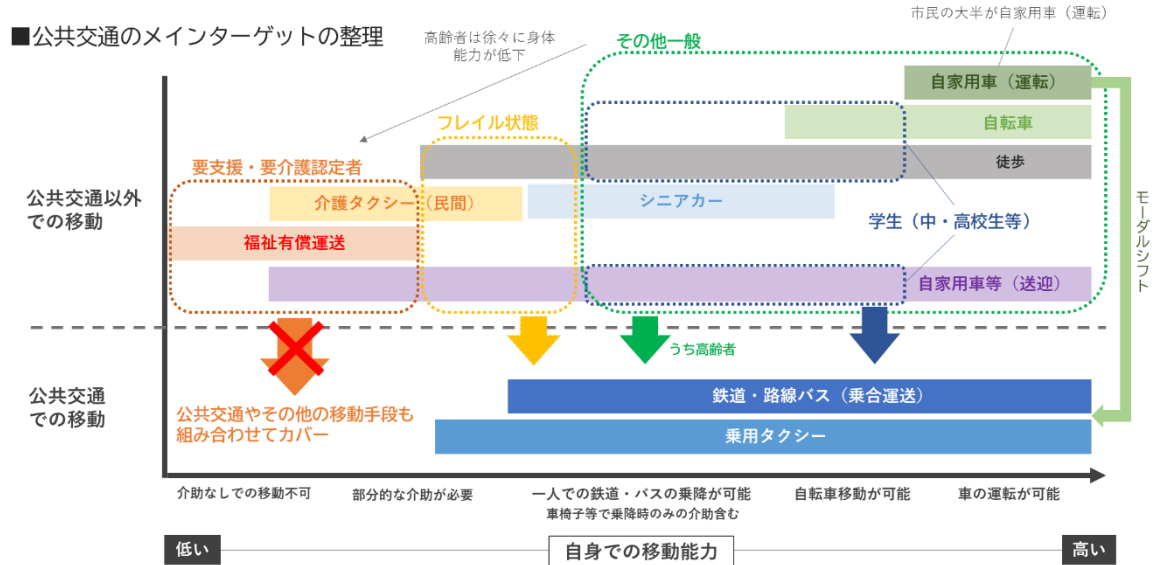 ■公共交通のメインターゲットの整理
市民の大半が自家用車（運転）
高齢者は徐々に身体
能力が低下
その他一般
自家用車（運転）
フレイル状態
自転車
要支援・要介護認定者
徒歩
公共交通以外
での移動
介護タクシー（民間）
シニアカー
学生（中・高校生等）
福祉有償運送
自家用車等（送迎）
モーダルシフト
うち高齢者
公共交通
での移動
公共交通やその他の移動手段も
組み合わせてカバー
鉄道・路線バス（乗合運送）
乗用タクシー
介助なしでの移動不可
部分的な介助が必要
一人での鉄道・バスの乗降が可能
車椅子等で乗降時のみの介助含む
自転車移動が可能
車の運転が可能
低い
自身での移動能力
高い